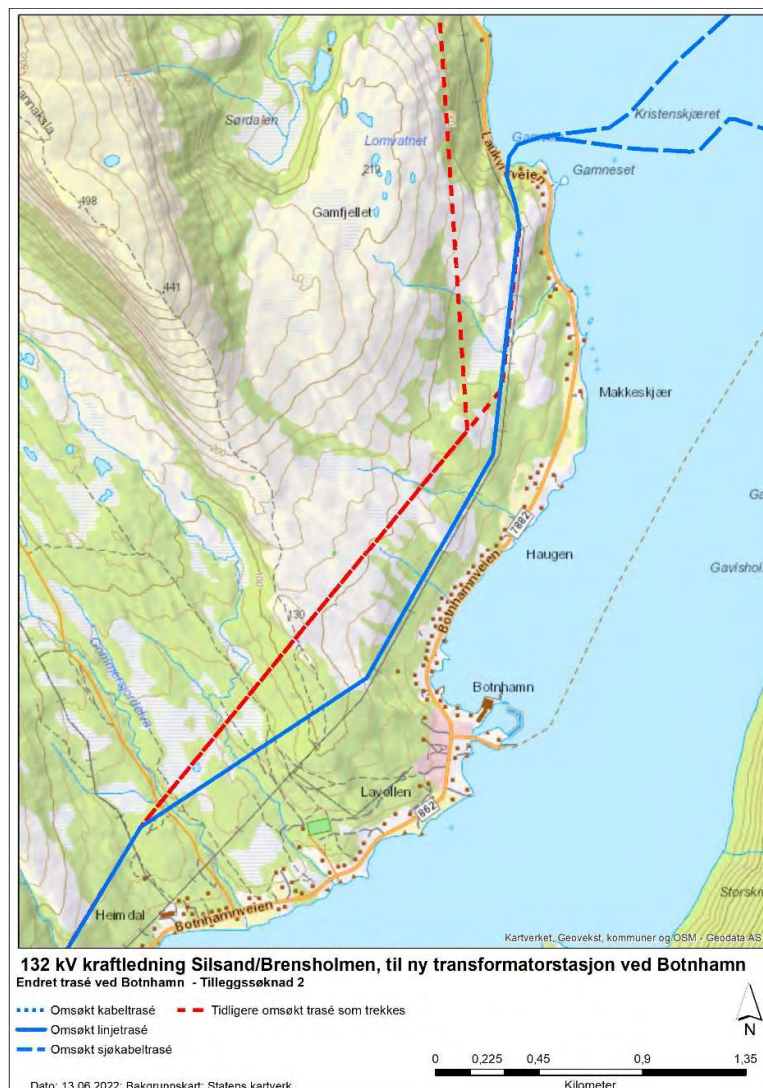 Sørdalen
Lomvatnet
219
Gamfjellet
498
441
Laukvikveien
Kristenskjæret
Gamneset
Makkeskjær
7882
Haugen
Botnhamnveien
130
Botnhamn
Lavollen
862
Heimdal
Botnhamnveien
Kartverket, Geovekst, kommuner og OSM - Geodata AS
132 kV kraftledning Silsand/Brensholmen, til ny transformatorstasjon ved Botnhamn
Endret trasé ved Botnhamn - Tilleggssøknad 2
Omsøkt kabeltrasé
Tidligere omsøkt trasé som trekkes
Omsøkt linjetrasé
Omsøkt sjøkabeltrasé
N
0 0,225 0,45 0,9 1,35
Kilometer
Dato: 13.06.2022; Bakgrunnskart: Statens kartverk